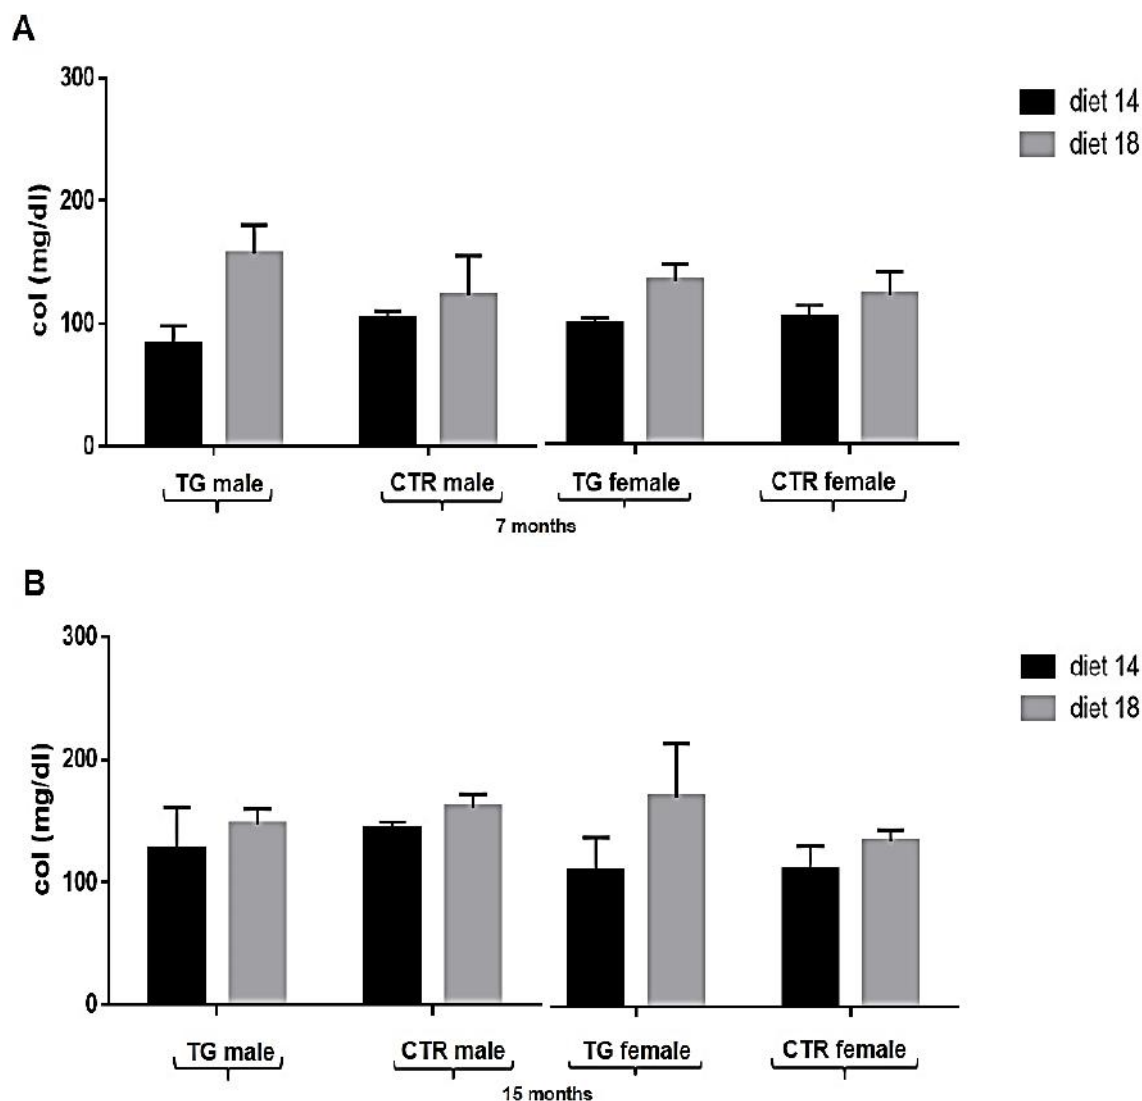 A
300
200
100
0
col (mg/dl)
diet 14
diet 18
TG male CTR male TG female CTR female
7 months
B
300
200
100
0
col (mg/dl)
diet 14
diet 18
TG male CTR male TG female CTR female
15 months